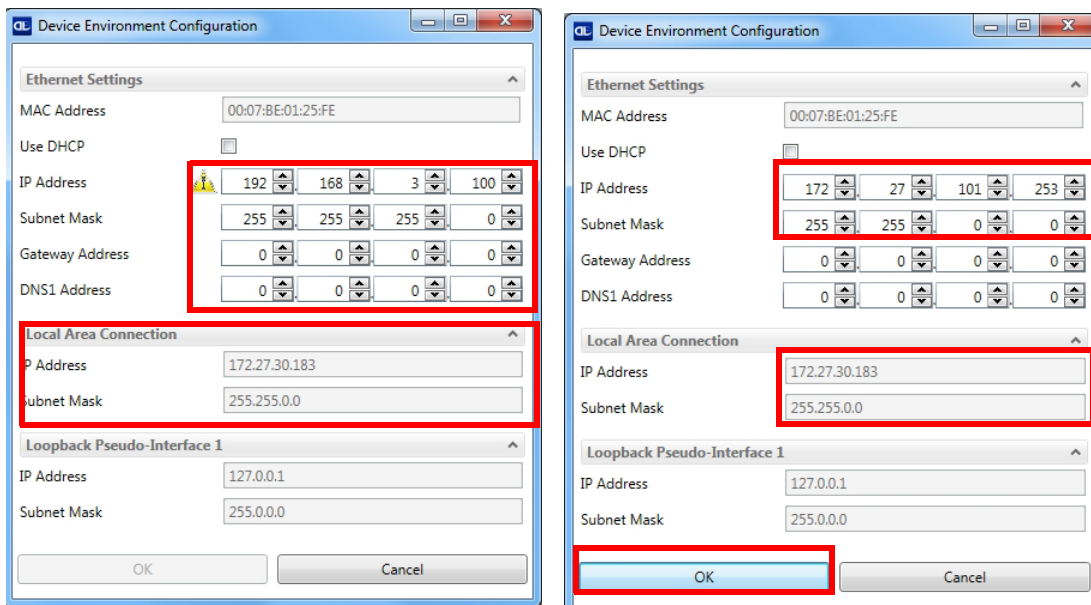 Device Environment Configuration
Ethernet Settings
MAC Address 00:07:BE:01:25:FE
Use DHCP
IP Address 192 . 168 . 3 . 100
Subnet Mask 255 . 255 . 255 . 0
Gateway Address 0 . 0 . 0 . 0
DNS1 Address 0 . 0 . 0 . 0
Local Area Connection
IP Address 172.27.30.183
Subnet Mask 255.255.0.0
Loopback Pseudo-Interface 1
IP Address 127.0.0.1
Subnet Mask 255.0.0.0
OK Cancel
Device Environment Configuration
Ethernet Settings
MAC Address 00:07:BE:01:25:FE
Use DHCP
IP Address 172 . 27 . 101 . 253
Subnet Mask 255 . 255 . 0 . 0
Gateway Address 0 . 0 . 0 . 0
DNS1 Address 0 . 0 . 0 . 0
Local Area Connection
IP Address 172.27.30.183
Subnet Mask 255.255.0.0
Loopback Pseudo-Interface 1
IP Address 127.0.0.1
Subnet Mask 255.0.0.0
OK Cancel